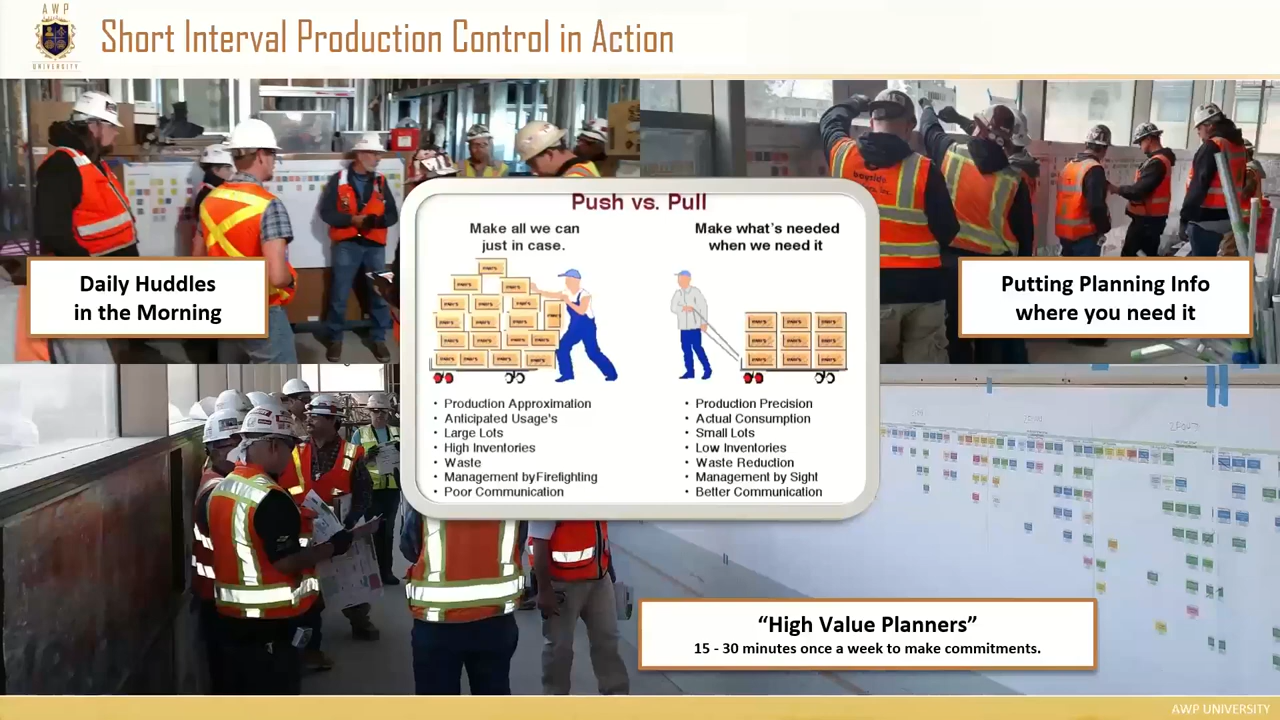 AWP
UNIVERSITY
Short Interval Production Control in Action
Daily Huddles
in the Morning
Putting Planning Info
where you need it
Push vs. Pull
Make all we can
just in case.
Make what's needed
when we need it
• Production Approximation
• Anticipated Usage's
• Large Lots
• High Inventories
• Waste
• Management byFirefighting
• Poor Communication
• Production Precision
• Actual Consumption
• Small Lots
• Low Inventories
• Waste Reduction
• Management by Sight
• Better Communication
“High Value Planners”
15 - 30 minutes once a week to make commitments.
AWP UNIVERSITY